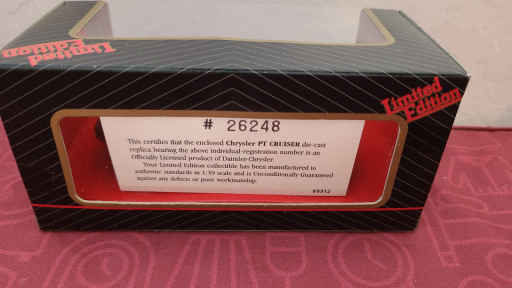 Limited
Edition
Limited
Edition
# 26248
This certifies that the enclosed Chrysler PT CRUISER die-cast
replica bearing the above individual registration number is an
Officially Licensed product of Daimler-Chrysler
Your Limited Edition collectible has been manufactured to
authentic standards in 1:39 scale and is Unconditionally Guaranteed
against any defects or poor workmanship.